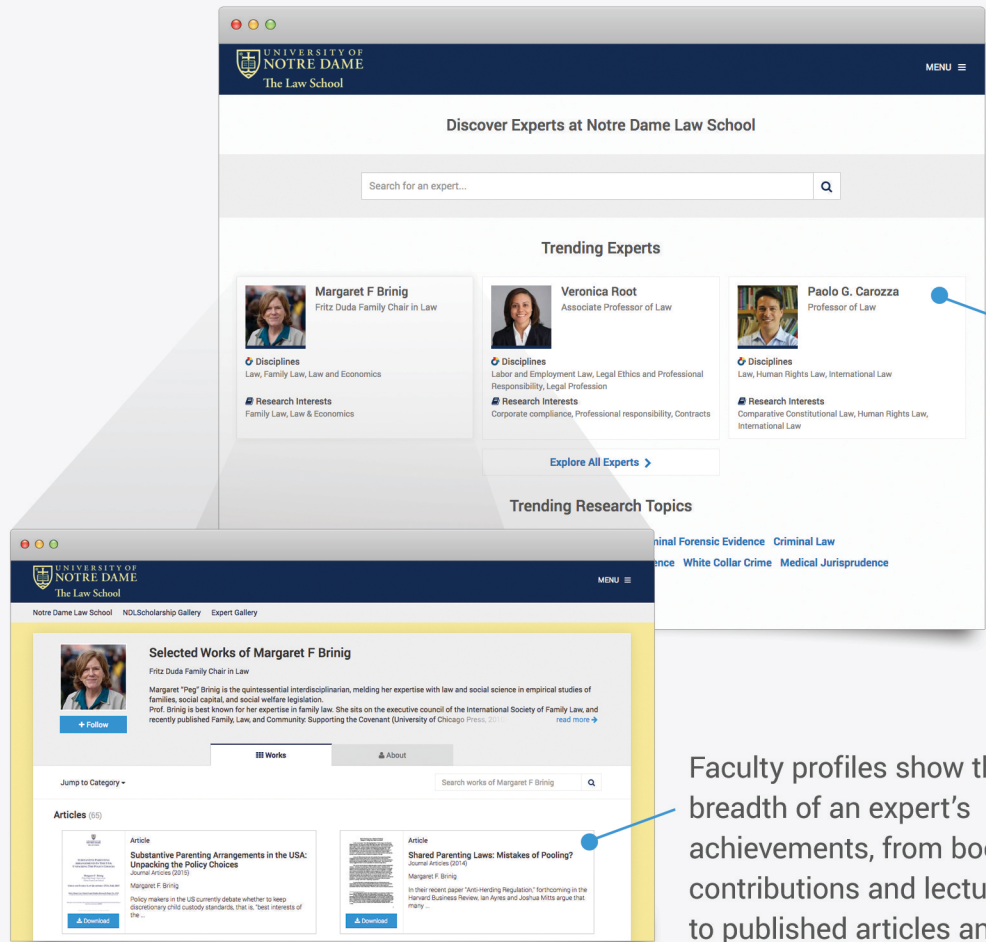 UNIVERSITY OF
NOTRE DAME
The Law School
MENU
Discover Experts at Notre Dame Law School
Search for an expert...
Trending Experts
Margaret F Brinig
Fritz Duda Family Chair in Law
Disciplines
Law, Family Law, Law and Economics
Research Interests
Family Law, Law & Economics
Veronica Root
Associate Professor of Law
Disciplines
Labor and Employment Law, Legal Ethics and Professional
Responsibility, Legal Profession
Research Interests
Corporate compliance, Professional responsibility, Contracts
Paolo G. Carozza
Professor of Law
Disciplines
Law, Human Rights Law, International Law
Research Interests
Comparative Constitutional Law, Human Rights Law,
International Law
Explore All Experts
Trending Research Topics
Forensic Evidence Criminal Law
White Collar Crime Medical Jurisprudence
UNIVERSITY OF
NOTRE DAME
The Law School
MENU
Notre Dame Law School NDLScholarship Gallery Expert Gallery
Selected Works of Margaret F Brinig
Fritz Duda Family Chair in Law
Margaret "Peg" Brinig is the quintessential interdisciplinarian, melding her expertise with law and social science in empirical studies of
families, social capital, and social welfare legislation.
Prof. Brinig is best known for her expertise in family law. She sits on the executive council of the International Society of Family Law, and
recently published Family, Law, and Community: Supporting the Covenant (University of Chicago Press, read more
+ Follow
Works
About
Jump to Category
Search works of Margaret F Brinig
Articles (65)
Article
Substantive Parenting Arrangements in the USA:
Unpacking the Policy Choices
Journal Articles (2015)
Margaret F. Brinig
Policy makers in the US currently debate whether to keep
discretionary child custody standards, that is, "best interests of
the ...
Download
Article
Shared Parenting Laws: Mistakes of Pooling?
Journal Articles (2014)
Margaret F. Brinig
In their recent paper "Anti-Herding Regulation," forthcoming in the
Harvard Business Review, Ian Ayres and Joshua Mitts argue that
many ...
Download
Faculty profiles show
breadth of an expert's
achievements, from
contributions and
to published articles